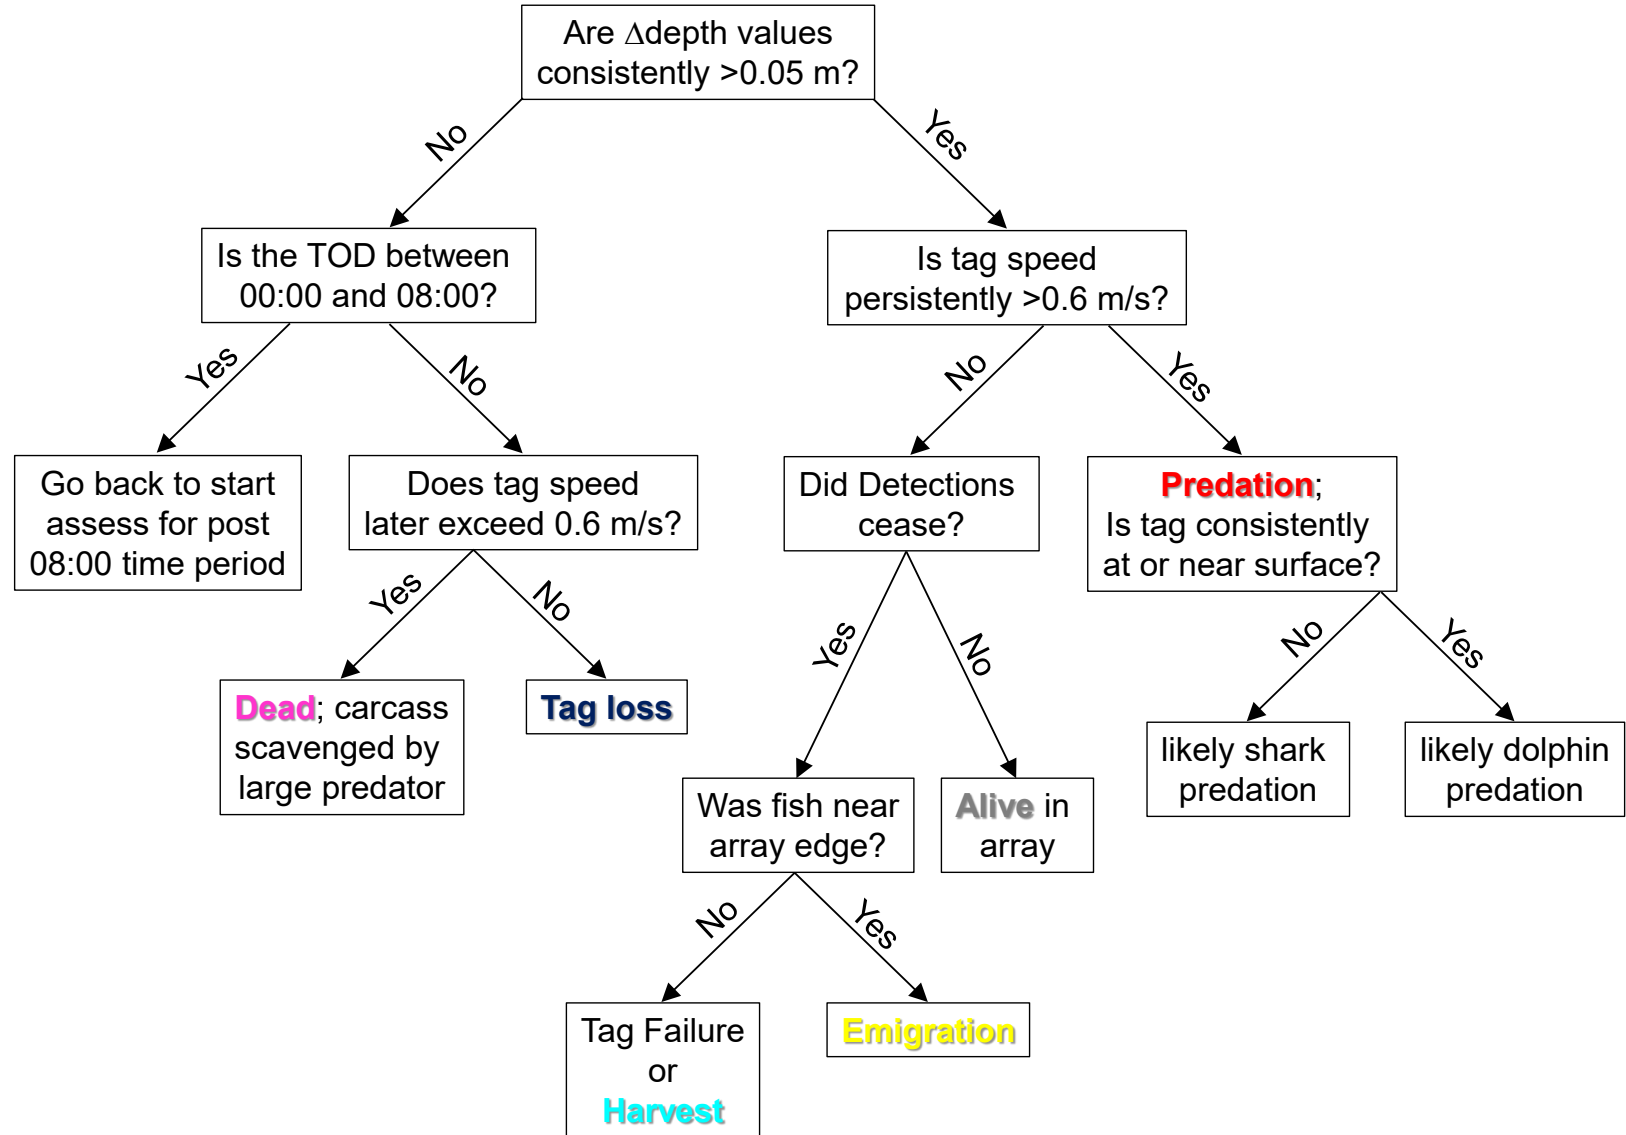 Are Δdepth values
consistently >0.05 m?
No
Yes
Is the TOD between
00:00 and 08:00?
Is tag speed
persistently >0.6 m/s?
Yes
No
No
Yes
Go back to start
assess for post
08:00 time period
Does tag speed
later exceed 0.6 m/s?
Did Detections
cease?
Predation;
Is tag consistently
at or near surface?
Yes
No
Yes
No
No
Yes
Dead; carcass
scavenged by
large predator
Tag loss
likely shark
predation
likely dolphin
predation
Was fish near
array edge?
Alive in
array
No
Yes
Tag Failure
or
Harvest
Emigration